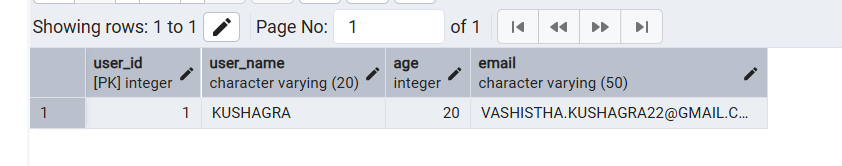 Showing rows: 1 to 1 Page No: 1 of 1
user_id user_name age email
[PK] integer character varying (20) integer character varying (50)
1 1 KUSHAGRA 20 VASHISTHA.KUSHAGRA22@GMAIL.C...